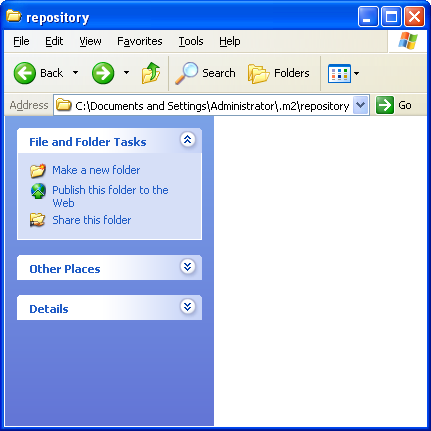 repository
File Edit View Favorites Tools Help
Back Search Folders
Address C:\Documents and Settings\Administrator\.m2\repository Go
File and Folder Tasks
Make a new folder
Publish this folder to the
Web
Share this folder
Other Places
Details